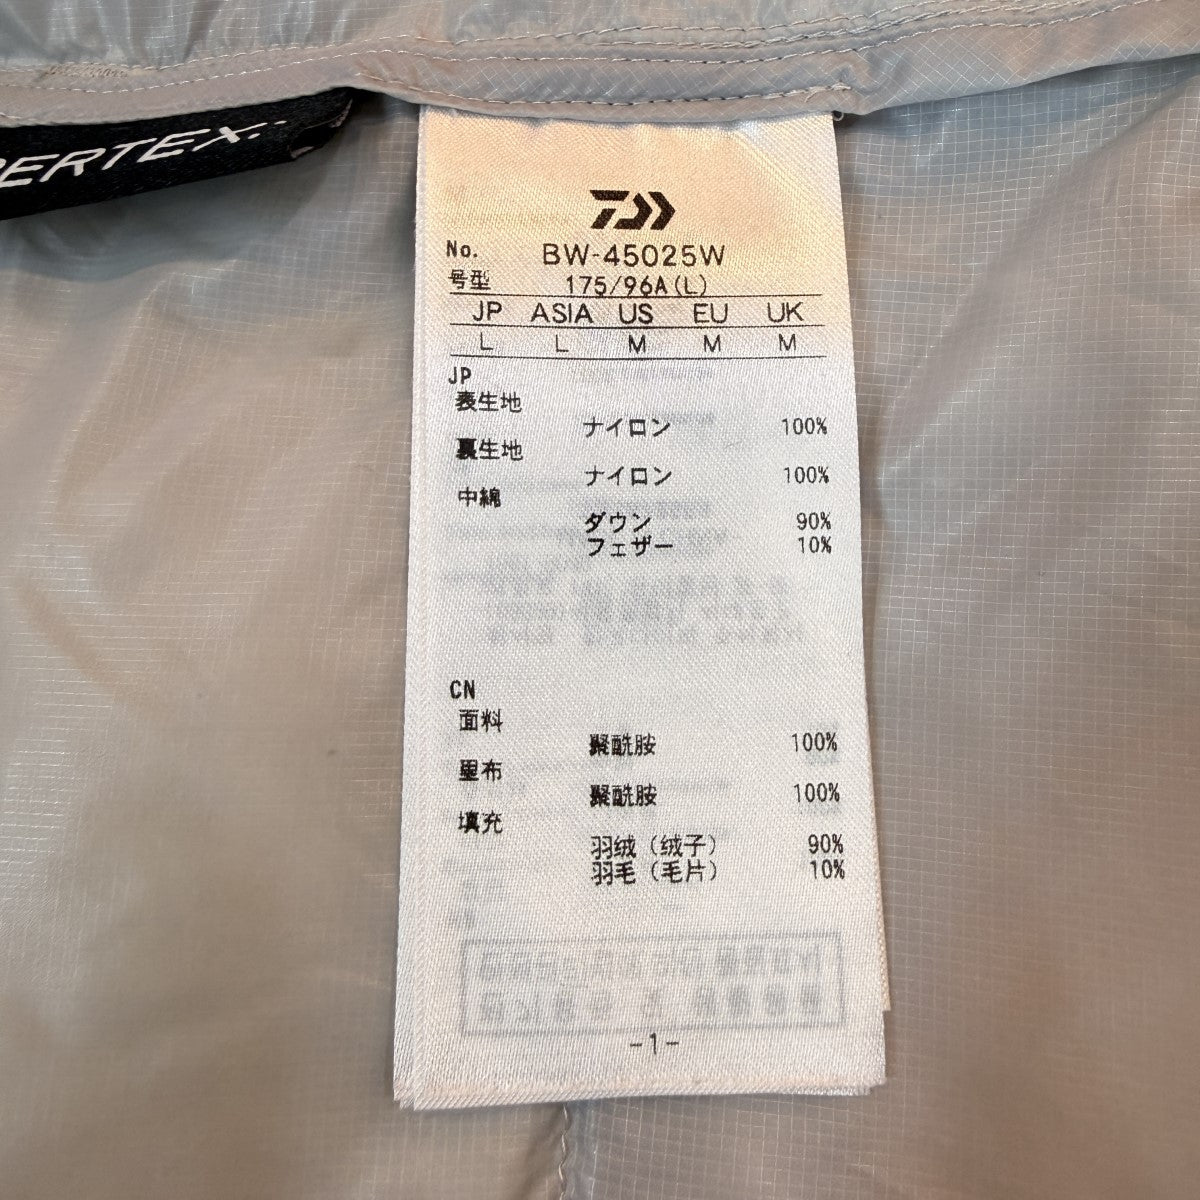 ERTEX
No. BW-45025W
号型 175/96A(L)
JP ASIA US EU UK
L L M M M
JP
表生地
ナイロン 100%
裏生地
ナイロン 100%
中綿
ダウン 90%
フェザー 10%
CN
面料
聚酰胺 100%
里布
聚酰胺 100%
填充
羽绒（绒子） 90%
羽毛（毛片） 10%
-1-